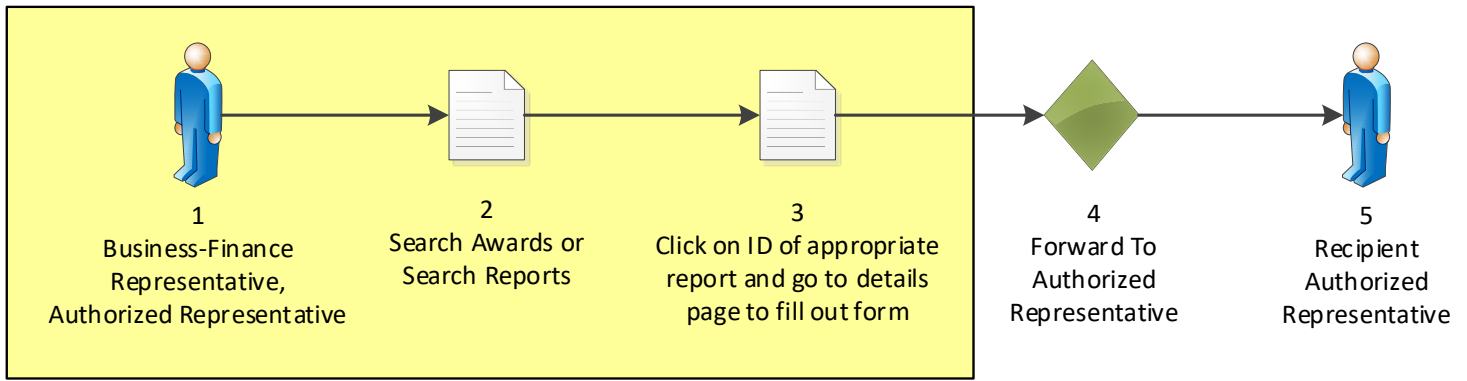 1
Business-Finance
Representative,
Authorized Representative
2
Search Awards or
Search Reports
3
Click on ID of appropriate
report and go to details
page to fill out form
4
Forward To
Authorized
Representative
5
Recipient
Authorized
Representative